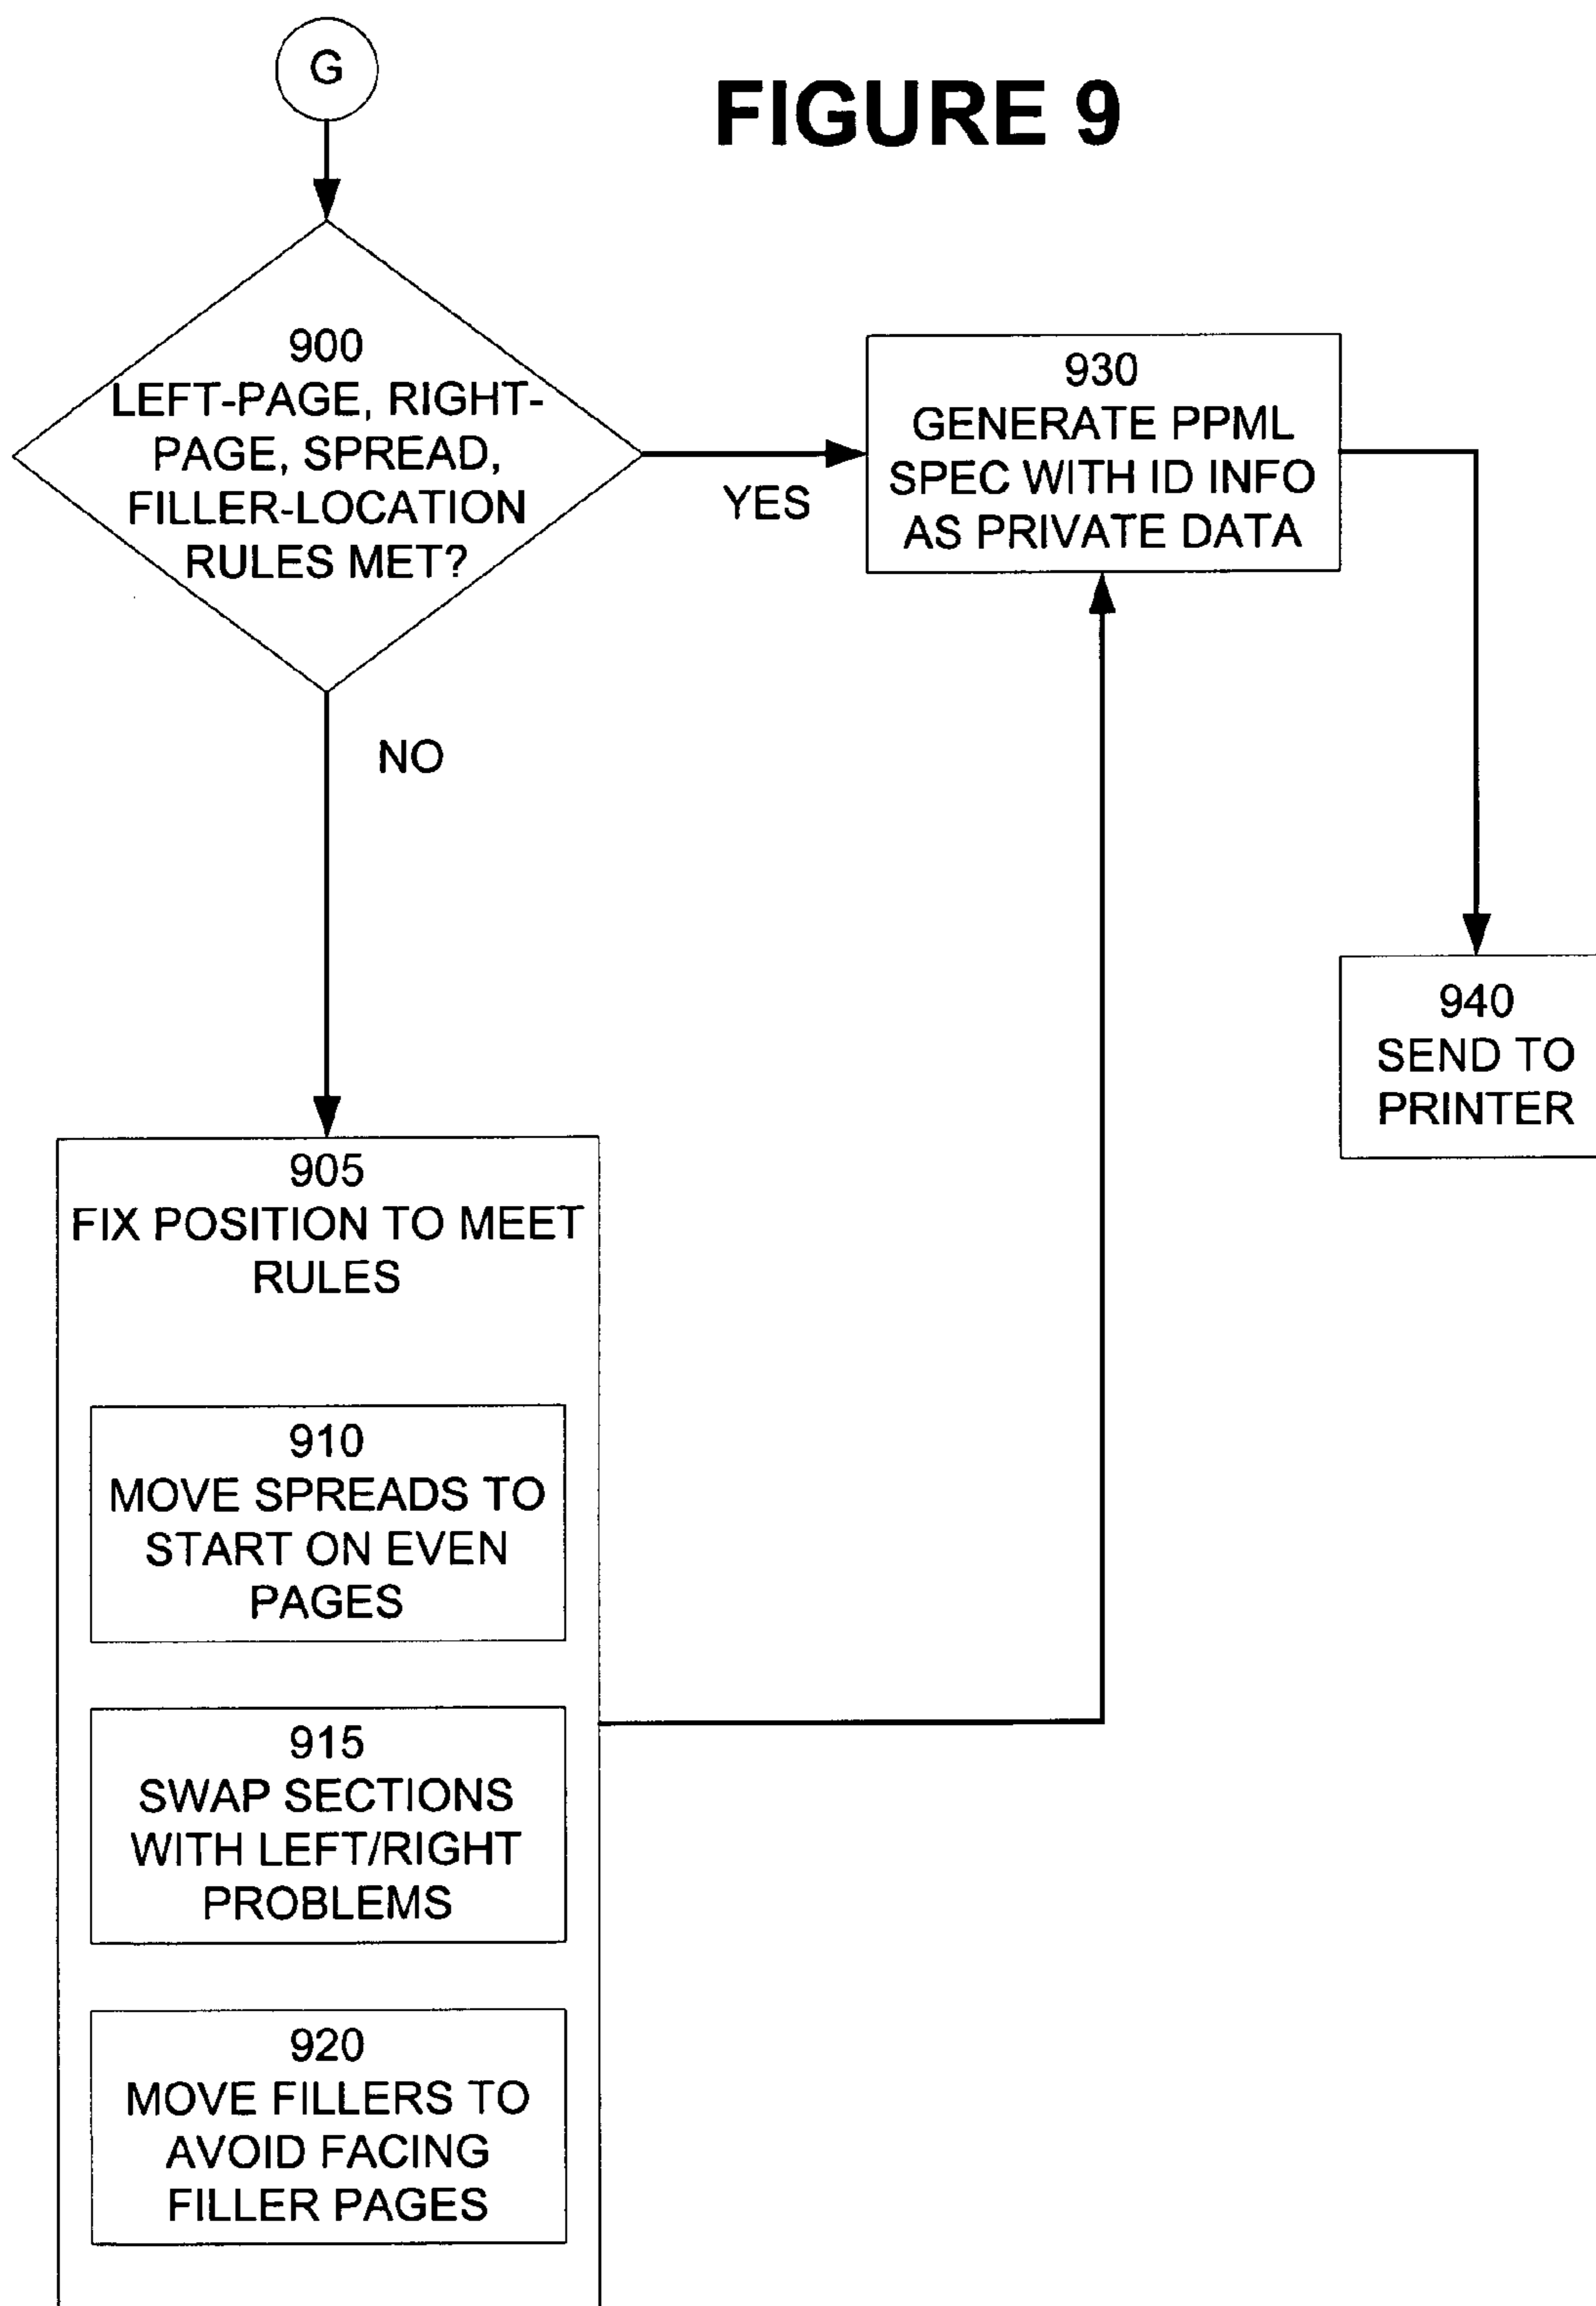 G
FIGURE 9
900
LEFT-PAGE, RIGHT-
PAGE, SPREAD,
FILLER-LOCATION
RULES MET?
YES
930
GENERATE PPML
SPEC WITH ID INFO
AS PRIVATE DATA
NO
940
SEND TO
PRINTER
905
FIX POSITION TO MEET
RULES
910
MOVE SPREADS TO
START ON EVEN
PAGES
915
SWAP SECTIONS
WITH LEFT/RIGHT
PROBLEMS
920
MOVE FILLERS TO
AVOID FACING
FILLER PAGES